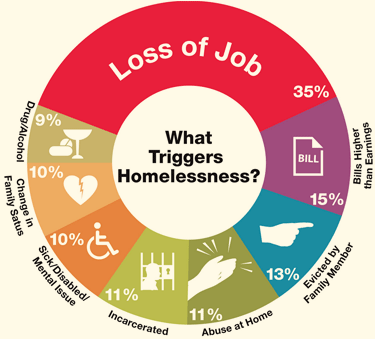 What
Triggers
Homelessness?
Loss of Job
35%
BILL
15%
Bills Higher
than Earnings
13%
Evicted by
Family Member
11%
Abuse at Home
11%
Incarcerated
10%
Sick/Disabled/
Mental Issue
10%
Change in
Family Satus
9%
Drug/Alcohol